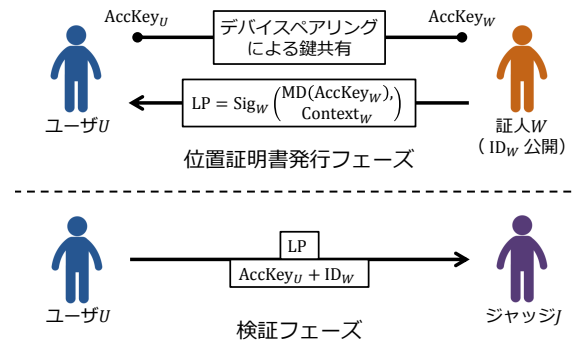 AccKey_U
AccKey_W
デバイスペアリング
による鍵共有
LP = Sig_W(MD(AccKey_W),
Context_W)
ユーザU
証人W
( ID_W 公開)
位置証明書発行フェーズ
LP
AccKey_U + ID_W
ユーザU
ジャッジJ
検証フェーズ